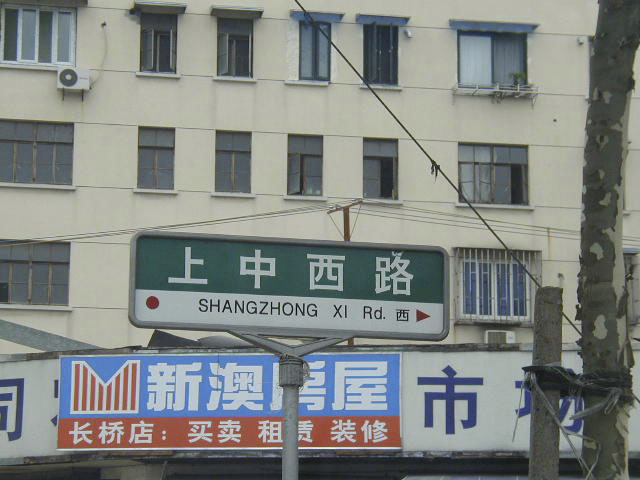 上中西路
SHANGZHONG XI Rd. 西
新澳房屋
市场
长桥店：买卖 租赁 装修